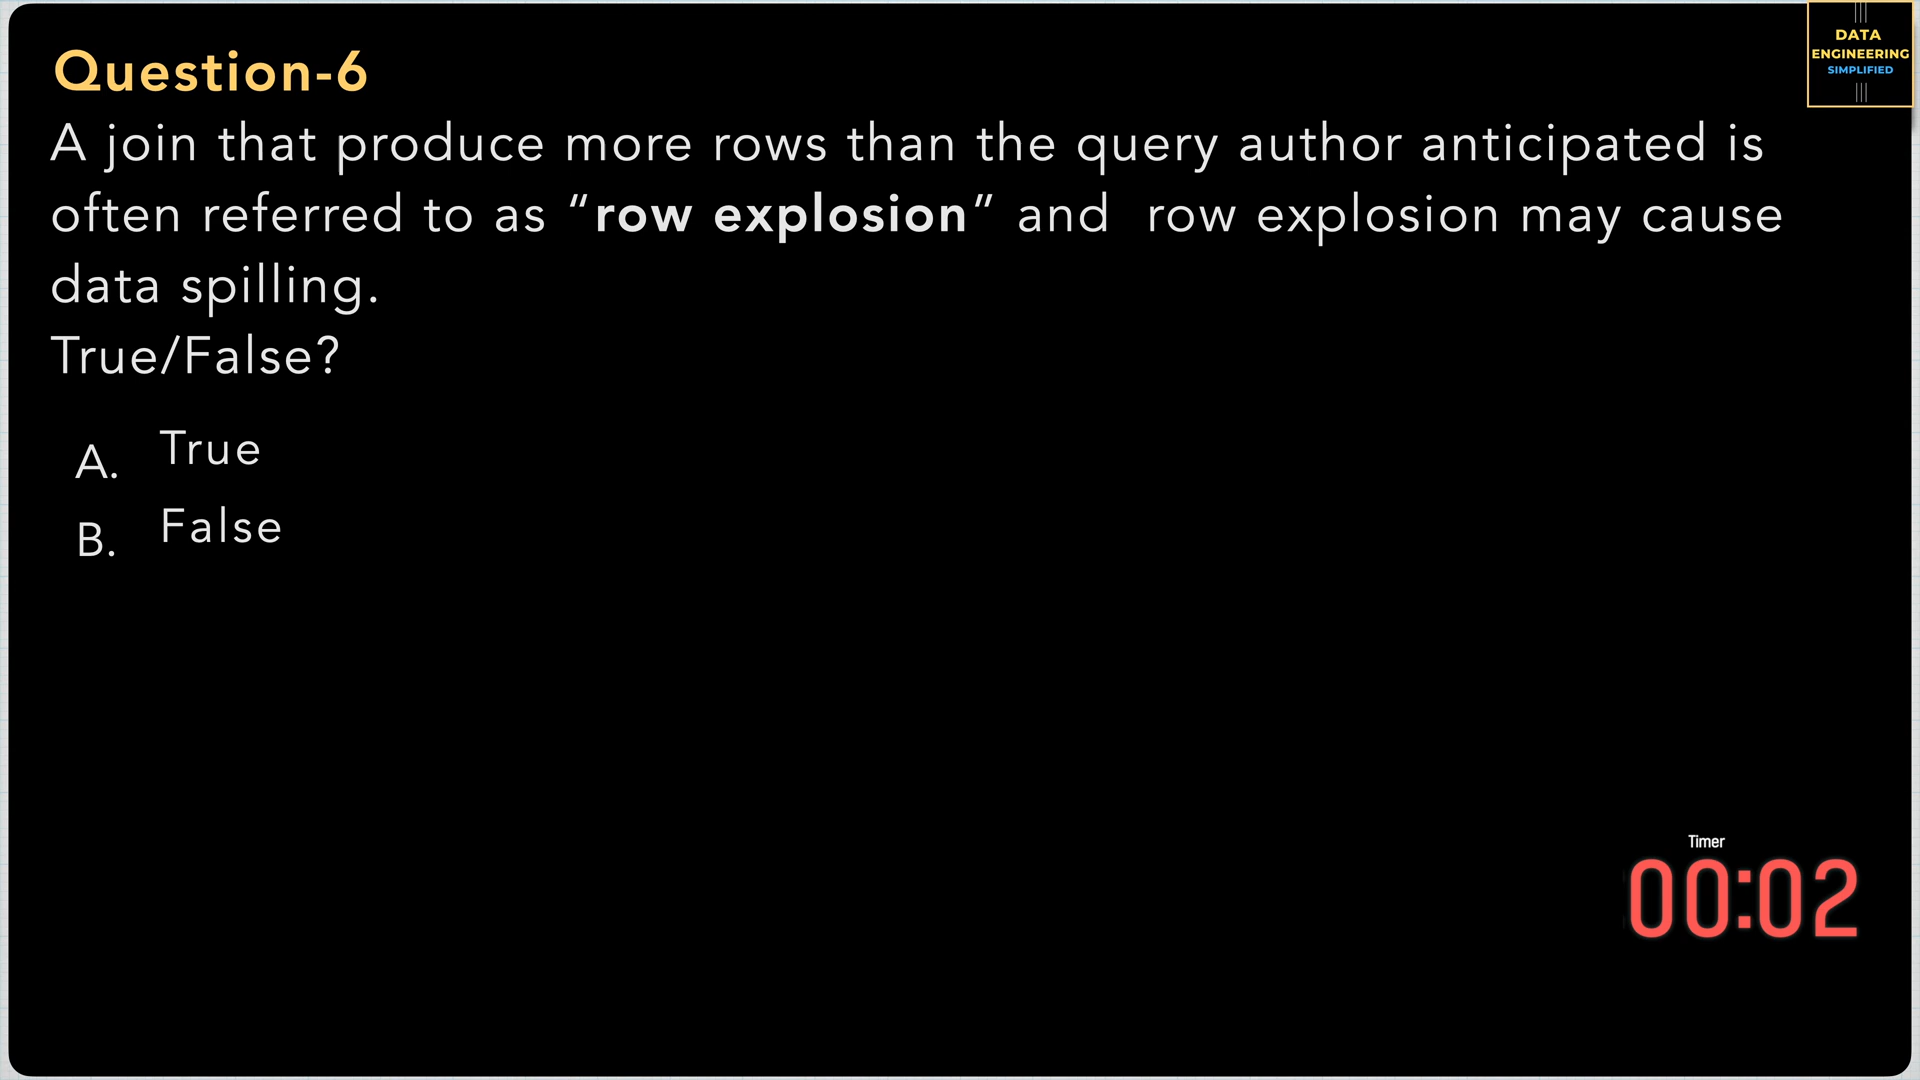 Question-6
DATA
ENGINEERING
SIMPLIFIED
A join that produce more rows than the query author anticipated is
often referred to as “row explosion” and row explosion may cause
data spilling.
True/False?
A. True
B. False
Timer
00:02